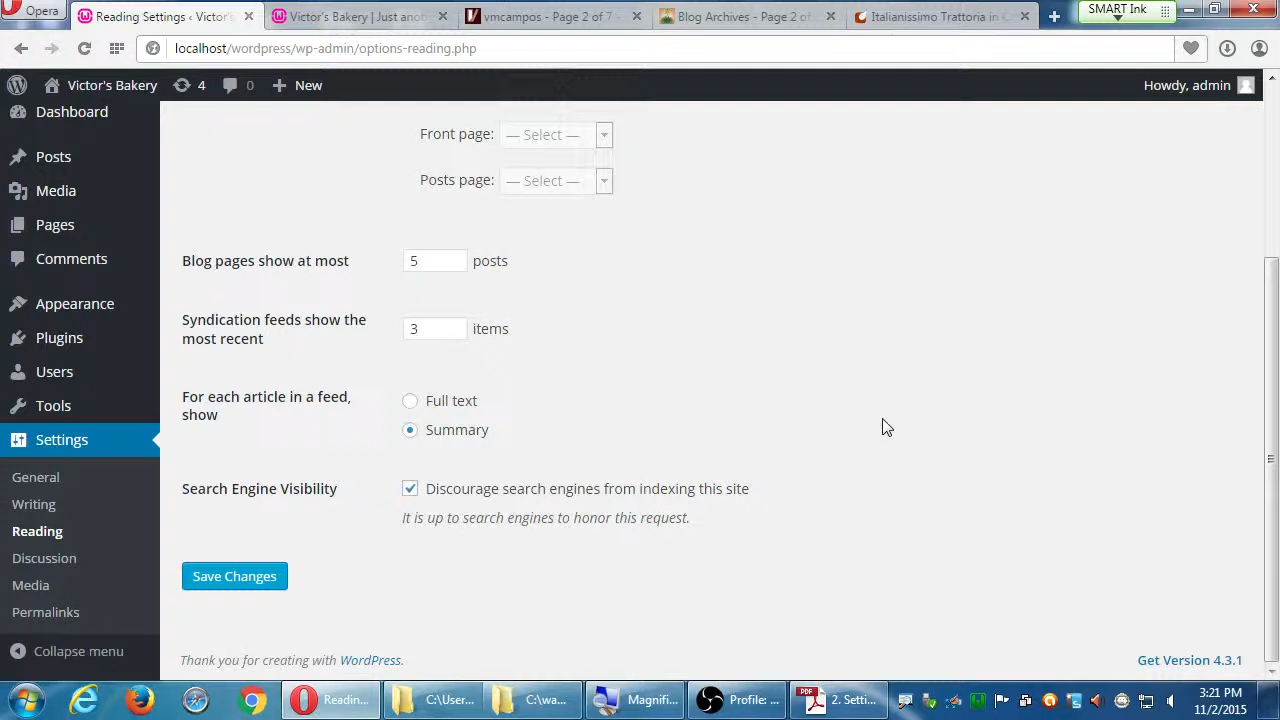 Opera
Reading Settings ‹ Victor's
Victor's Bakery | Just anot
vmcampos - Page 2 of 7 -
Blog Archives - Page 2 of
Italianissimo Trattoria in
SMART Ink
localhost/wordpress/wp-admin/options-reading.php
Victor's Bakery
4
0
New
Howdy, admin
Dashboard
Posts
Media
Pages
Comments
Appearance
Plugins
Users
Tools
Settings
General
Writing
Reading
Discussion
Media
Permalinks
Collapse menu
Front page:
— Select —
Posts page:
— Select —
Blog pages show at most
5
posts
Syndication feeds show the
most recent
3
items
For each article in a feed,
show
Full text
Summary
Search Engine Visibility
Discourage search engines from indexing this site
It is up to search engines to honor this request.
Save Changes
Thank you for creating with WordPress.
Get Version 4.3.1
Readin...
C:\User...
C:\wa...
Magnifi...
Profile: ...
PDF
2. Setti...
3:21 PM
11/2/2015